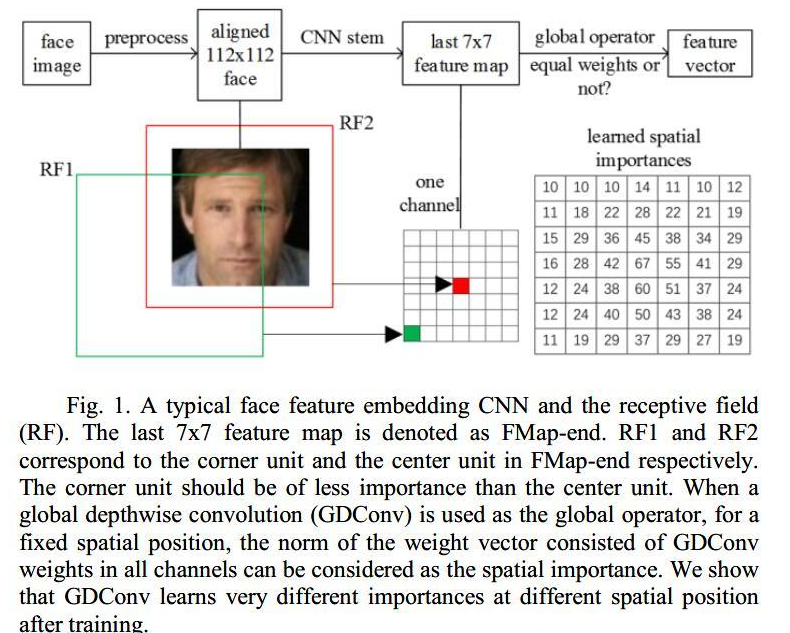 face image
preprocess
aligned 112x112 face
CNN stem
last 7x7 feature map
global operator
equal weights or not?
feature vector
RF2
RF1
one channel
learned spatial importances
10 10 10 14 11 10 12
11 18 22 28 22 21 19
15 29 36 45 38 34 29
16 28 42 67 55 41 29
12 24 38 60 51 37 24
12 24 40 50 43 38 24
11 19 29 37 29 27 19
Fig. 1. A typical face feature embedding CNN and the receptive field
(RF). The last 7x7 feature map is denoted as FMap-end. RF1 and RF2
correspond to the corner unit and the center unit in FMap-end respectively.
The corner unit should be of less importance than the center unit. When a
global depthwise convolution (GDConv) is used as the global operator, for a
fixed spatial position, the norm of the weight vector consisted of GDConv
weights in all channels can be considered as the spatial importance. We show
that GDConv learns very different importances at different spatial position
after training.